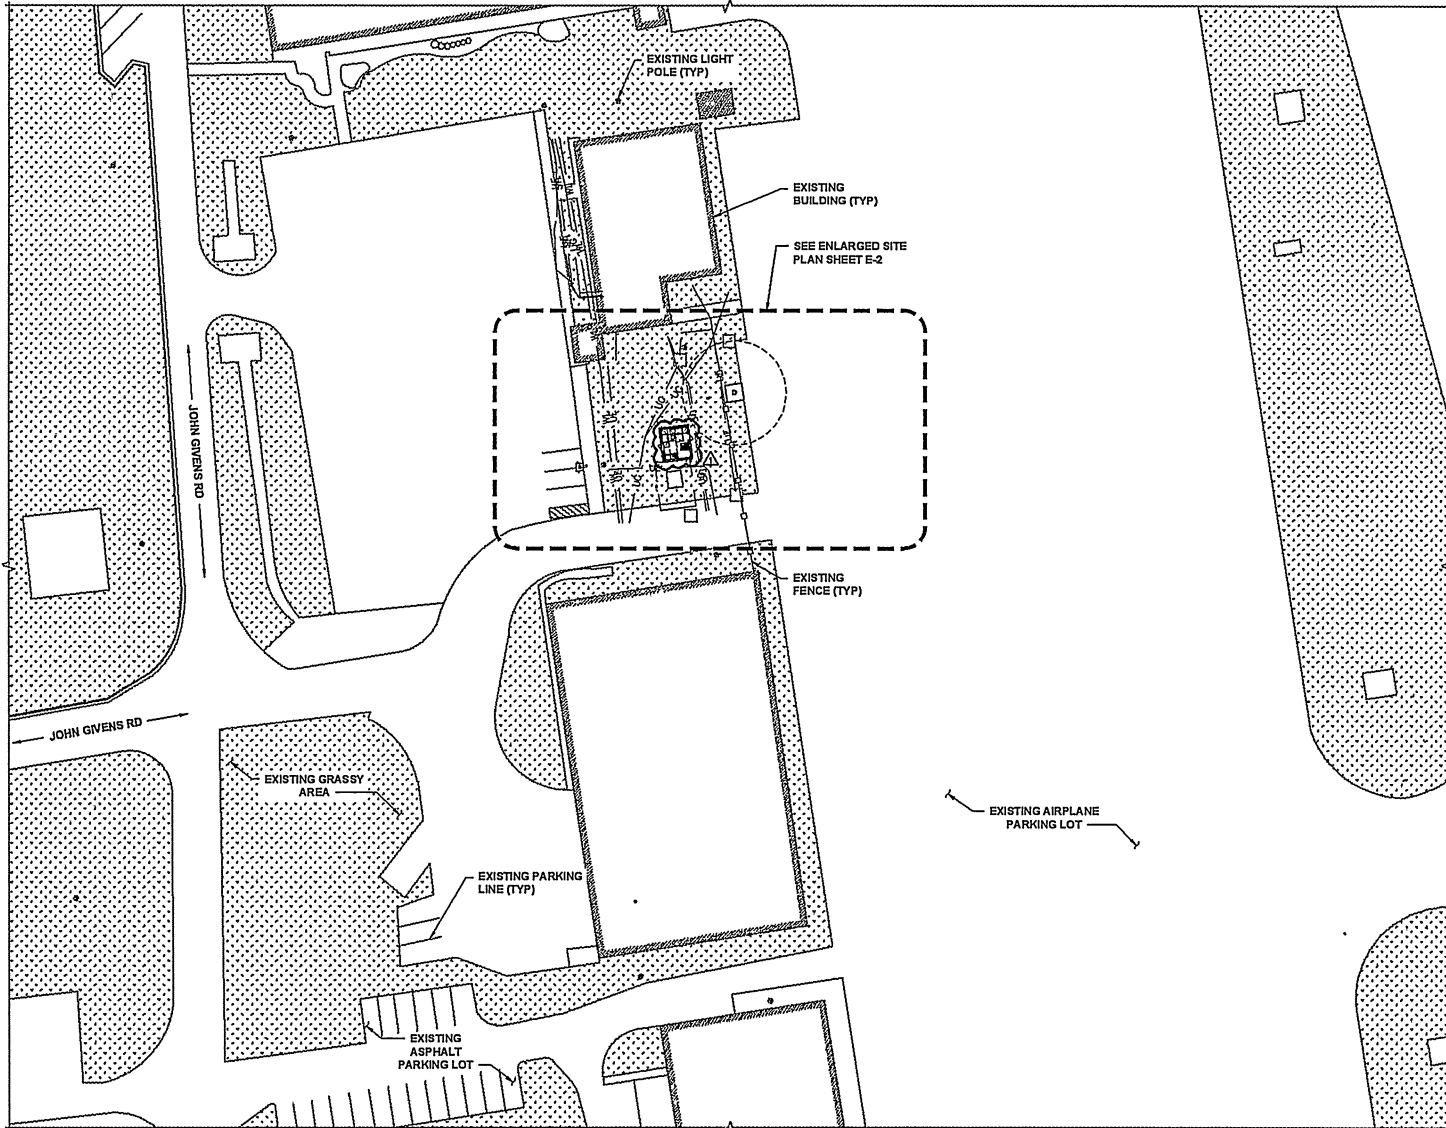 EXISTING LIGHT
POLE (TYP)
EXISTING
BUILDING (TYP)
SEE ENLARGED SITE
PLAN SHEET E-2
JOHN GIVENS RD
EXISTING
FENCE (TYP)
JOHN GIVENS RD
EXISTING GRASSY
AREA
EXISTING AIRPLANE
PARKING LOT
EXISTING PARKING
LINE (TYP)
EXISTING
ASPHALT
PARKING LOT